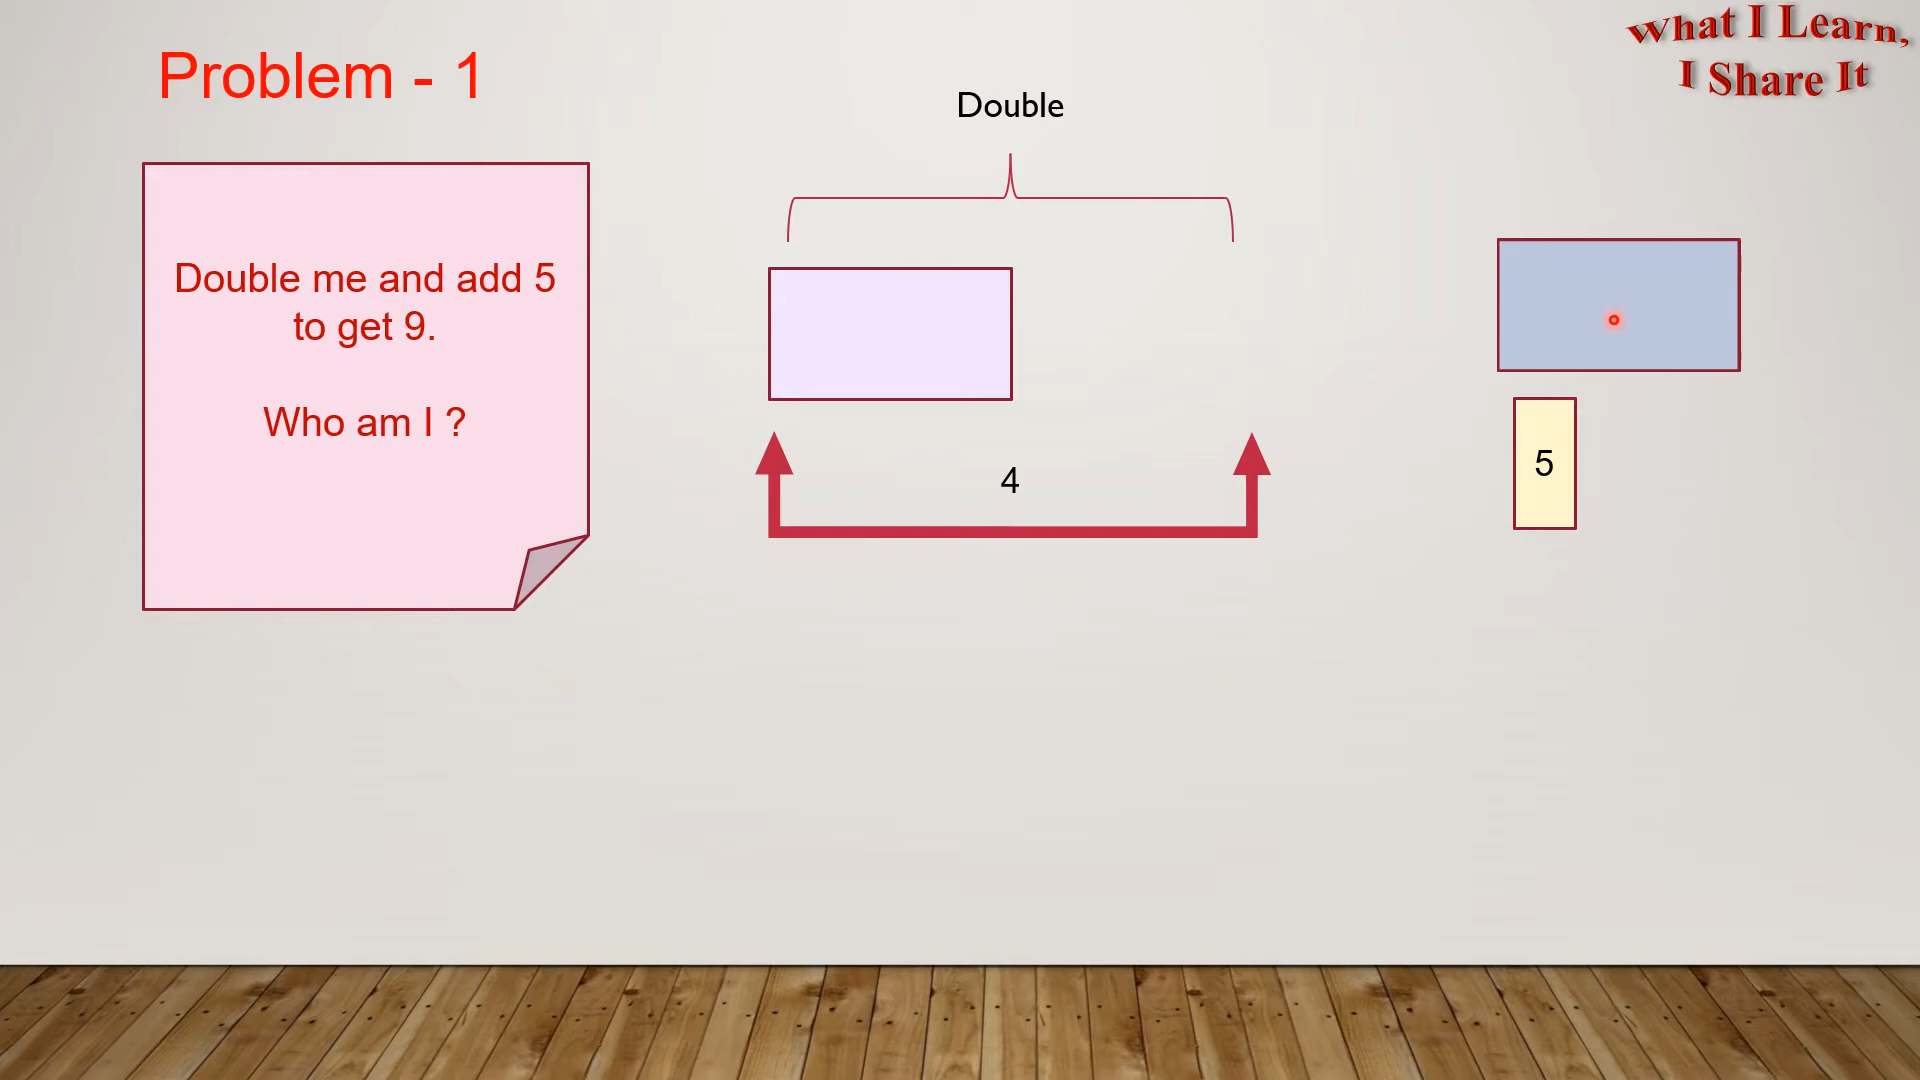 Problem - 1
What I Learn,
I Share It
Double
Double me and add 5
to get 9.
Who am I ?
4
5